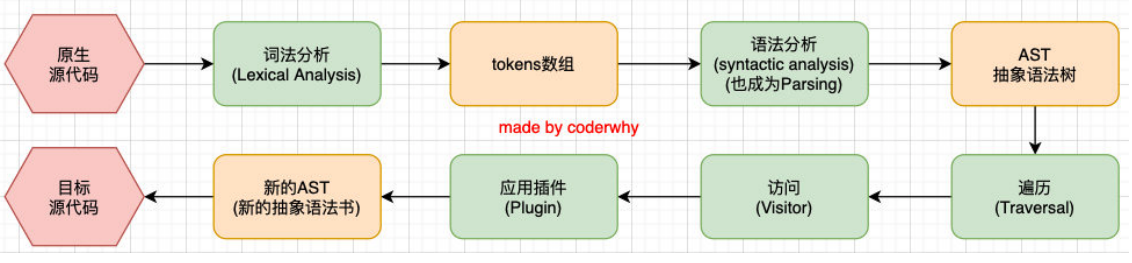 原生
源代码
词法分析
(Lexical Analysis)
tokens数组
语法分析
(syntactic analysis)
(也成为Parsing)
AST
抽象语法树
made by coderwhy
目标
源代码
新的AST
(新的抽象语法书)
应用插件
(Plugin)
访问
(Visitor)
遍历
(Traversal)